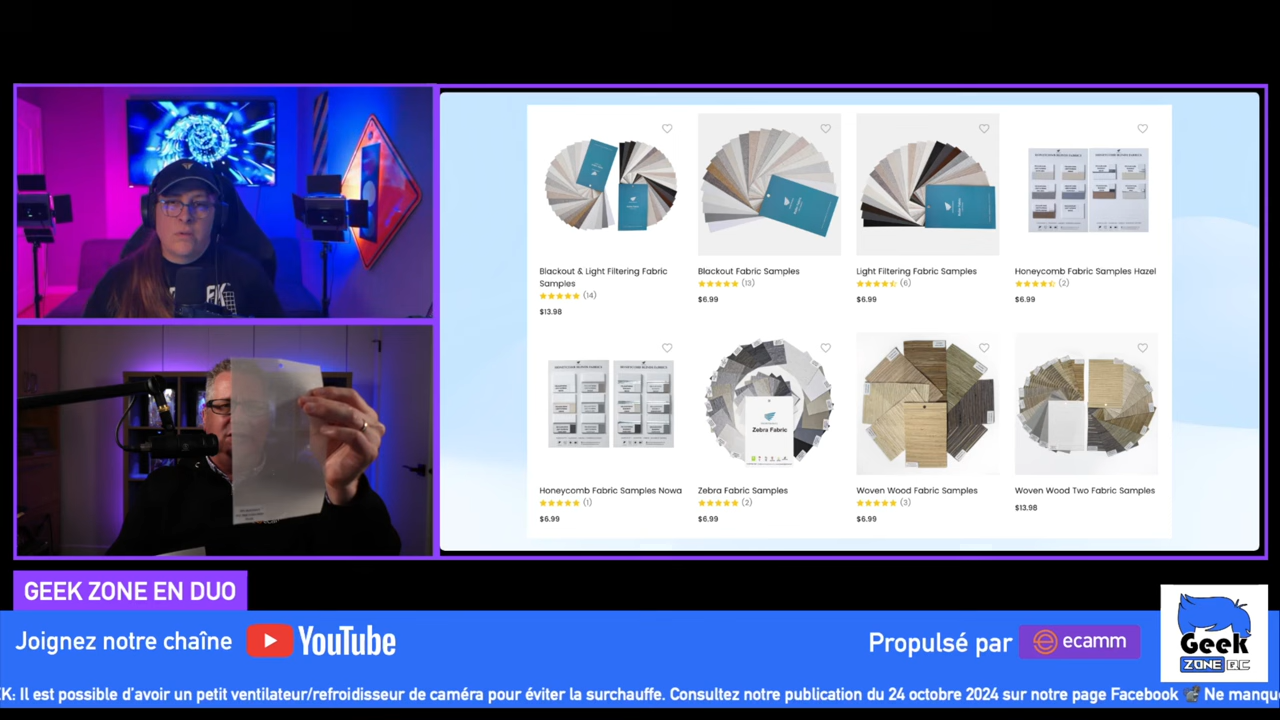 Blackout & Light Filtering Fabric
Samples
(14)
$13.98
Blackout Fabric Samples
(13)
$6.99
Light Filtering Fabric Samples
(6)
$6.99
Honeycomb Fabric Samples Hazel
(2)
$6.99
Zebra Fabric
Honeycomb Fabric Samples Nowa
(1)
$6.99
Zebra Fabric Samples
(2)
$6.99
Woven Wood Fabric Samples
(3)
$6.99
Woven Wood Two Fabric Samples
$13.98
GEEK ZONE EN DUO
Joignez notre chaîne YouTube
Propulsé par ecamm
Geek
ZONE QC
K: Il est possible d’avoir un petit ventilateur/refroidisseur de caméra pour éviter la surchauffe. Consultez notre publication du 24 octobre 2024 sur notre page Facebook Ne manqu